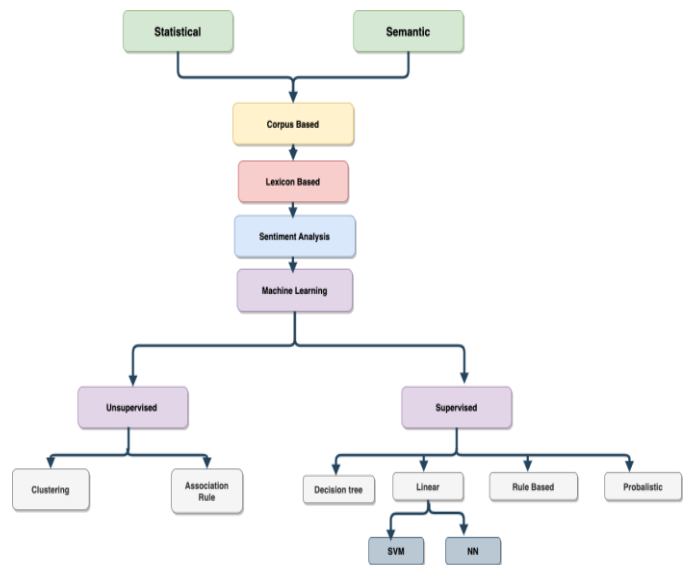 Statistical
Semantic
Corpus Based
Lexicon Based
Sentiment Analysis
Machine Learning
Unsupervised
Supervised
Clustering
Association
Rule
Decision tree
Linear
Rule Based
Probalistic
SVM
NN